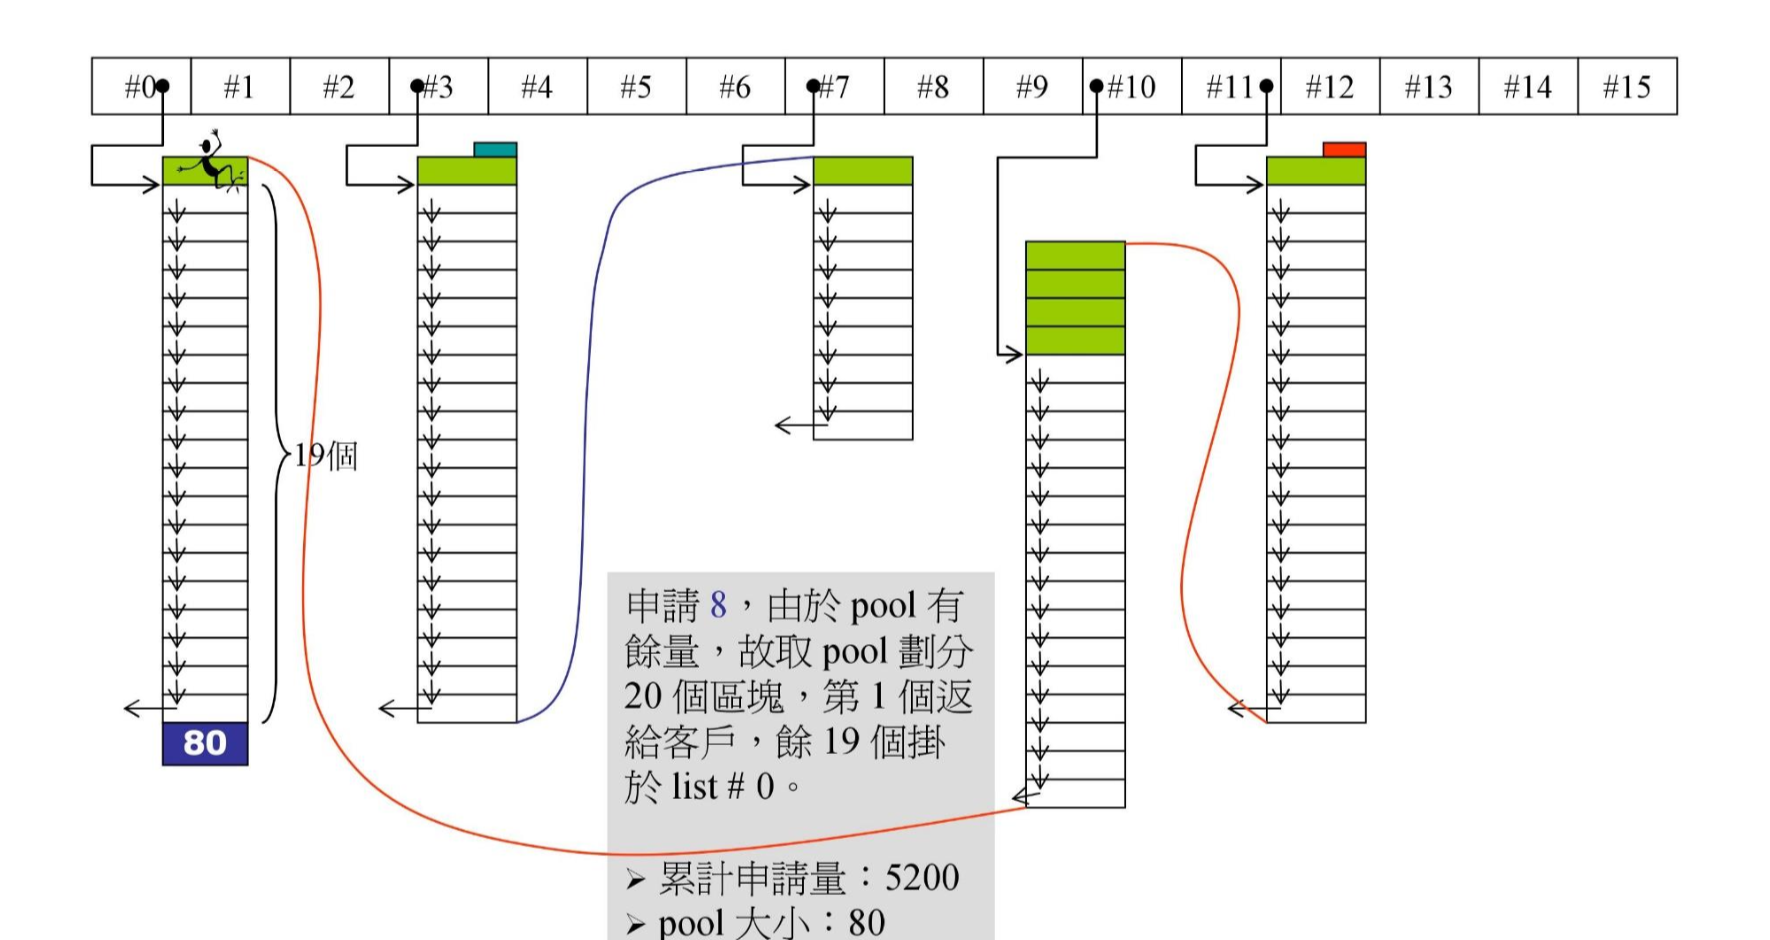 #0 #1 #2 #3 #4 #5 #6 #7 #8 #9 #10 #11 #12 #13 #14 #15
19個
80
申請 8，由於 pool 有
餘量，故取 pool 劃分
20 個區塊，第 1 個返
給客戶，餘 19 個掛
於 list # 0。
➢ 累計申請量：5200
➢ pool 大小：80